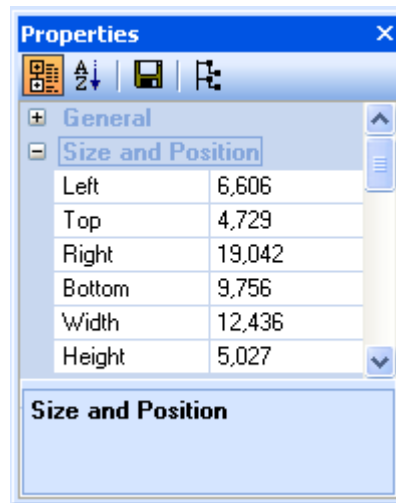 Properties
General
Size and Position
Left 6,606
Top 4,729
Right 19,042
Bottom 9,756
Width 12,436
Height 5,027
Size and Position